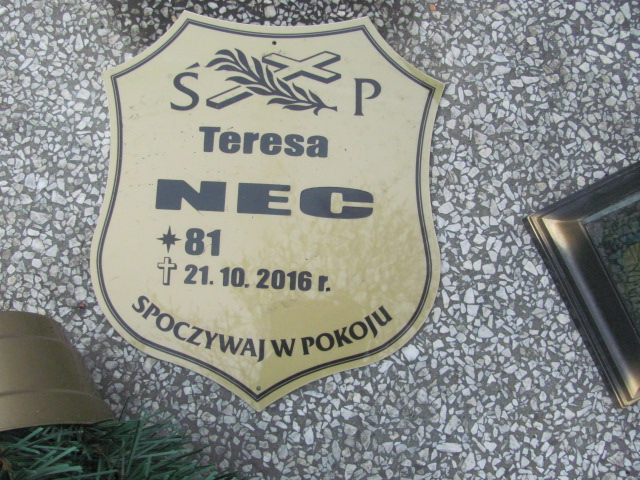 Ś P
Teresa
NEC
81
21. 10. 2016 r.
SPOCZYWAJ W POKOJU